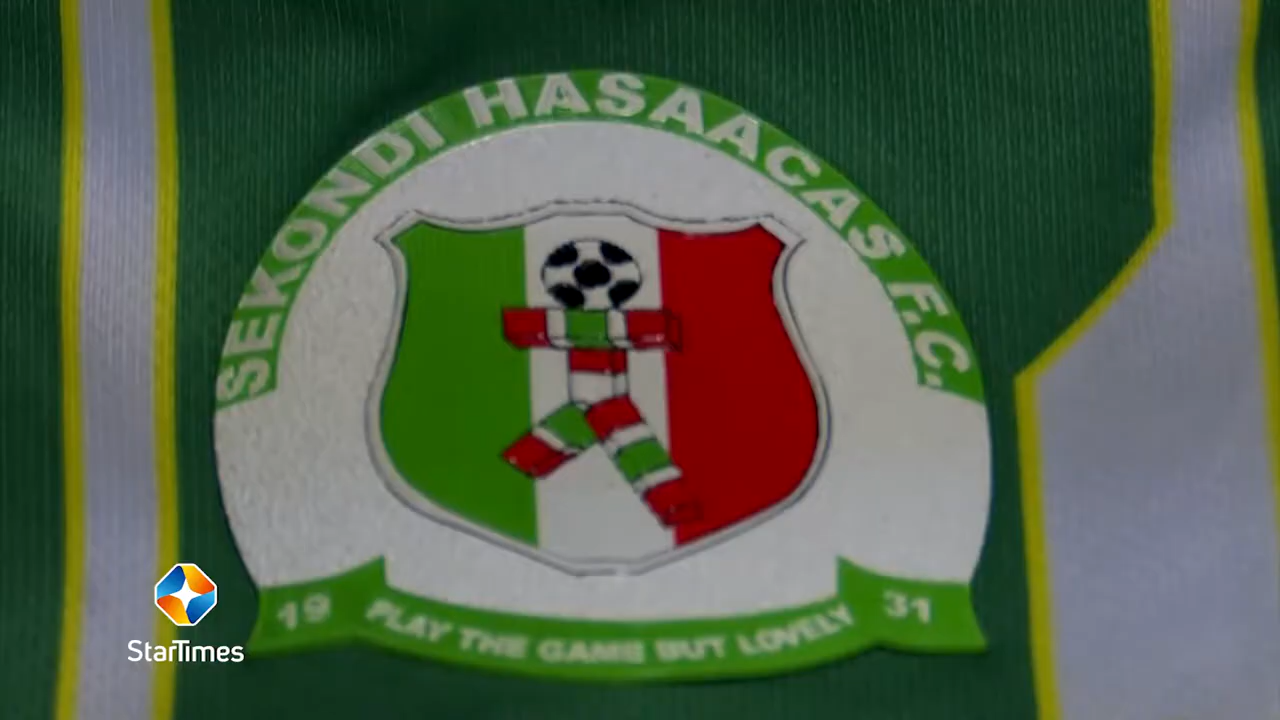 SEKONDI HASAACAS F.C.
19 PLAY THE GAME BUT LOVELY 31
StarTimes